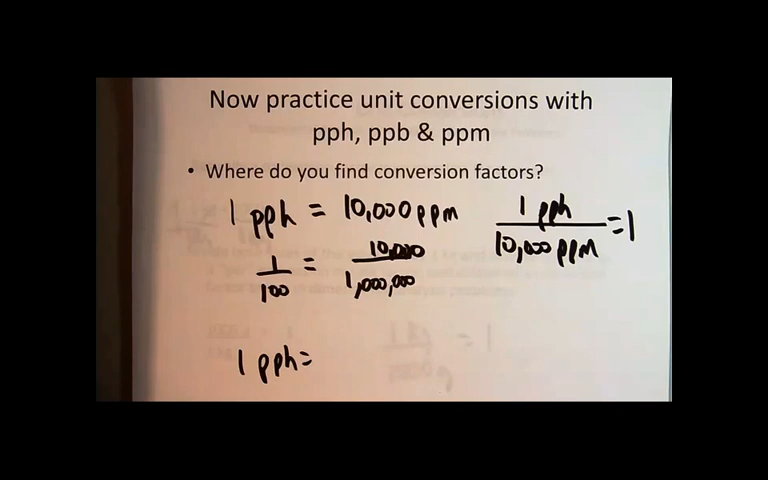 Now practice unit conversions with
pph, ppb & ppm
• Where do you find conversion factors?
1 pph = 10,000 ppm
1 pph / 10,000 ppm = 1
1/100 = 10,000/1,000,000
1 pph =